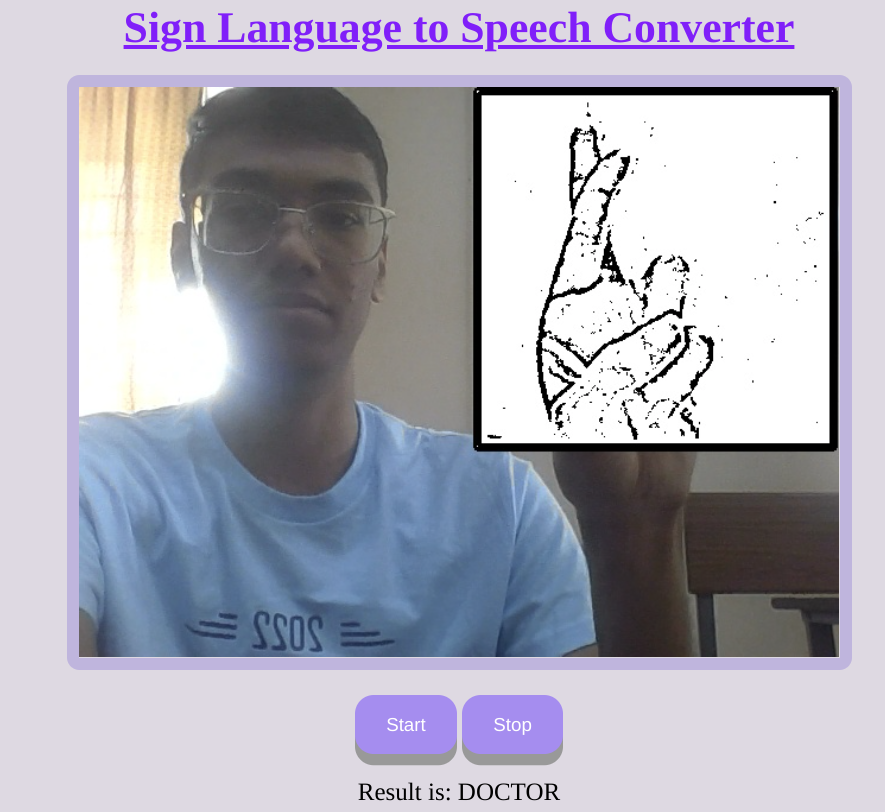 Sign Language to Speech Converter
2022
Start
Stop
Result is: DOCTOR